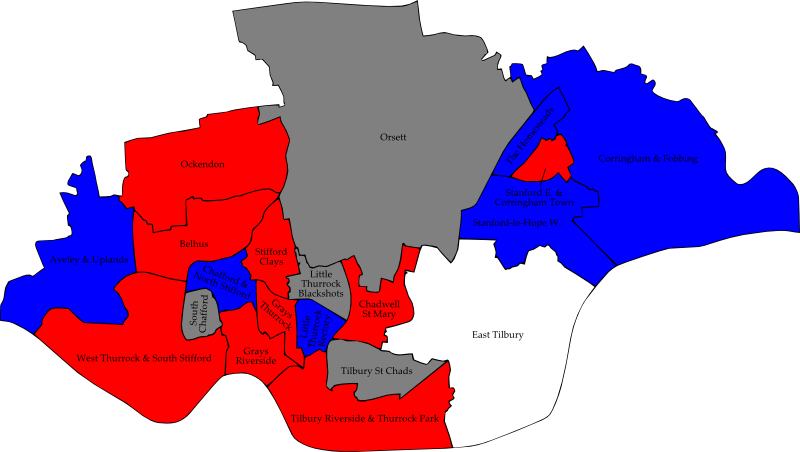 Orsett
The Homesteads
Corringham & Fobbing
Ockendon
Stanford E. &
Corringham Town
Stanford-le-Hope W.
Belhus
Stifford
Clays
Aveley & Uplands
Chafford &
North Stifford
Little
Thurrock
Blackshots
South
Chafford
Grays
Thurrock
Chadwell
St Mary
Little
Thurrock
Rectory
East Tilbury
West Thurrock & South Stifford
Grays
Riverside
Tilbury St Chads
Tilbury Riverside & Thurrock Park